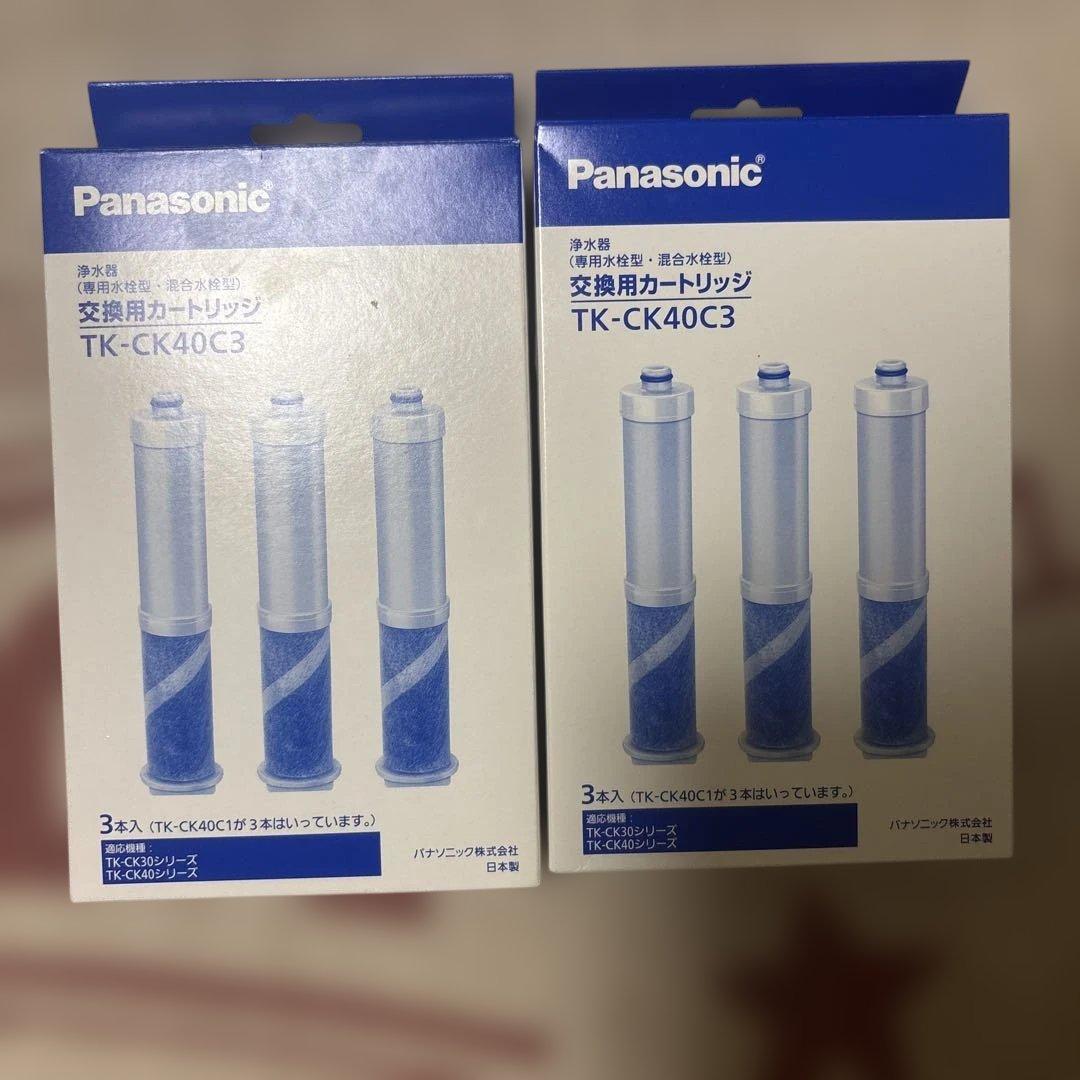 Panasonic®
浄水器
(専用水栓型・混合水栓型)
交換用カートリッジ
TK-CK40C3
3本入 (TK-CK40C1が3本はいっています。)
適応機種:
TK-CK30シリーズ
TK-CK40シリーズ
パナソニック株式会社
日本製
Panasonic®
浄水器
(専用水栓型・混合水栓型)
交換用カートリッジ
TK-CK40C3
3本入 (TK-CK40C1が3本はいっています。)
適応機種:
TK-CK30シリーズ
TK-CK40シリーズ
パナソニック株式会社
日本製